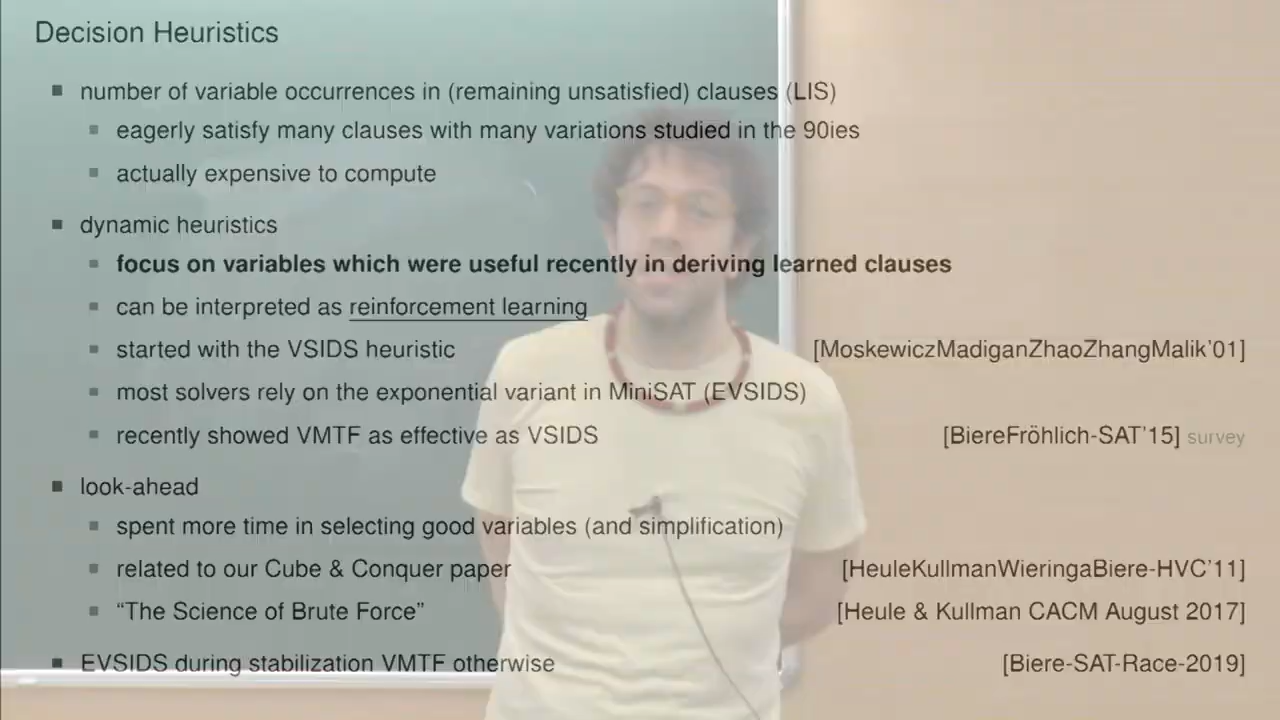 Decision Heuristics
number of variable occurrences in (remaining unsatisfied) clauses (LIS)
eagerly satisfy many clauses with many variations studied in the 90ies
actually expensive to compute
dynamic heuristics
focus on variables which were useful recently in deriving learned clauses
can be interpreted as reinforcement learning
started with the VSIDS heuristic [MoskewiczMadiganZhaoZhangMalik'01]
most solvers rely on the exponential variant in MiniSAT (EVSIDS)
recently showed VMTF as effective as VSIDS [BiereFröhlich-SAT'15] survey
look-ahead
spent more time in selecting good variables (and simplification)
related to our Cube & Conquer paper [HeuleKullmanWieringaBiere-HVC'11]
“The Science of Brute Force” [Heule & Kullman CACM August 2017]
EVSIDS during stabilization VMTF otherwise [Biere-SAT-Race-2019]